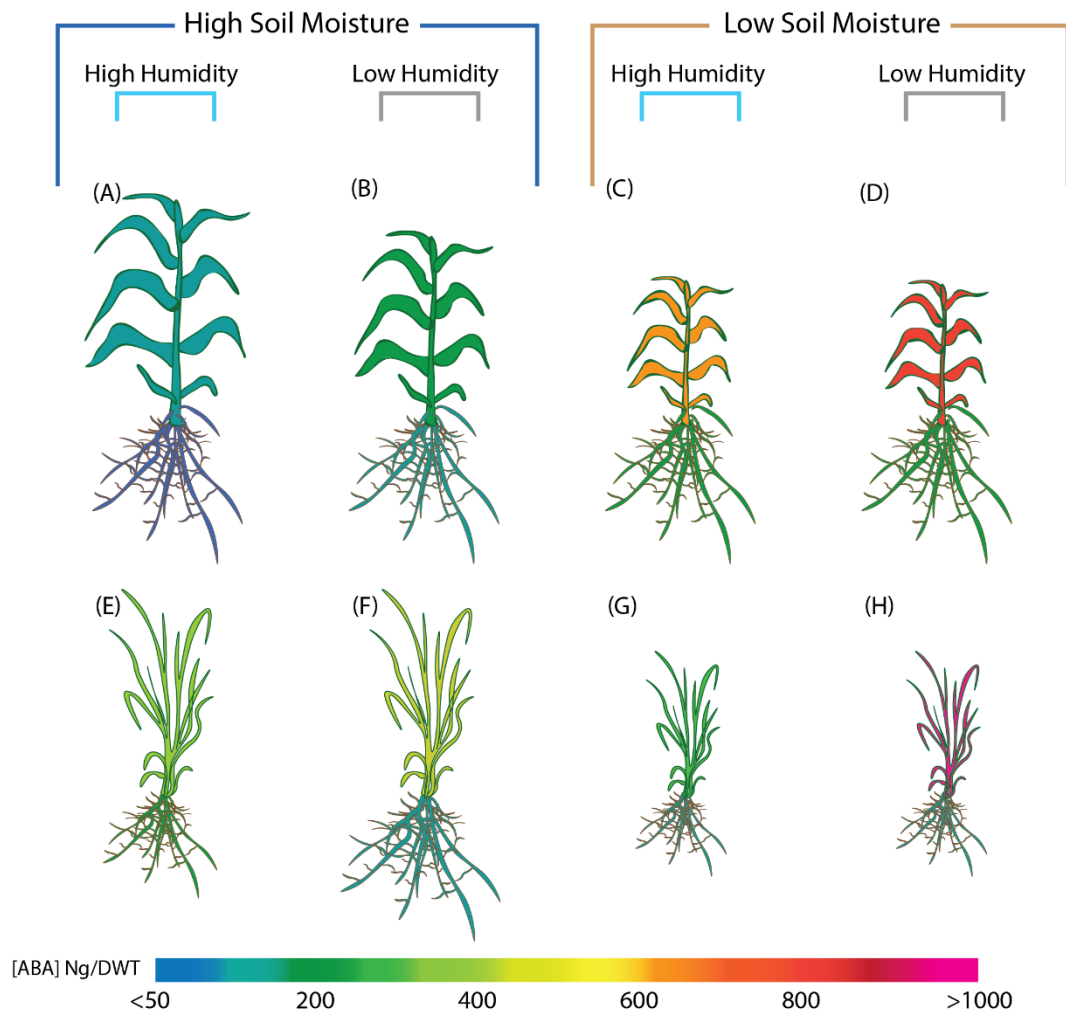 High Soil Moisture
Low Soil Moisture
High Humidity
Low Humidity
High Humidity
Low Humidity
(A)
(B)
(C)
(D)
(E)
(F)
(G)
(H)
[ABA] Ng/DWT
<50
200
400
600
800
>1000